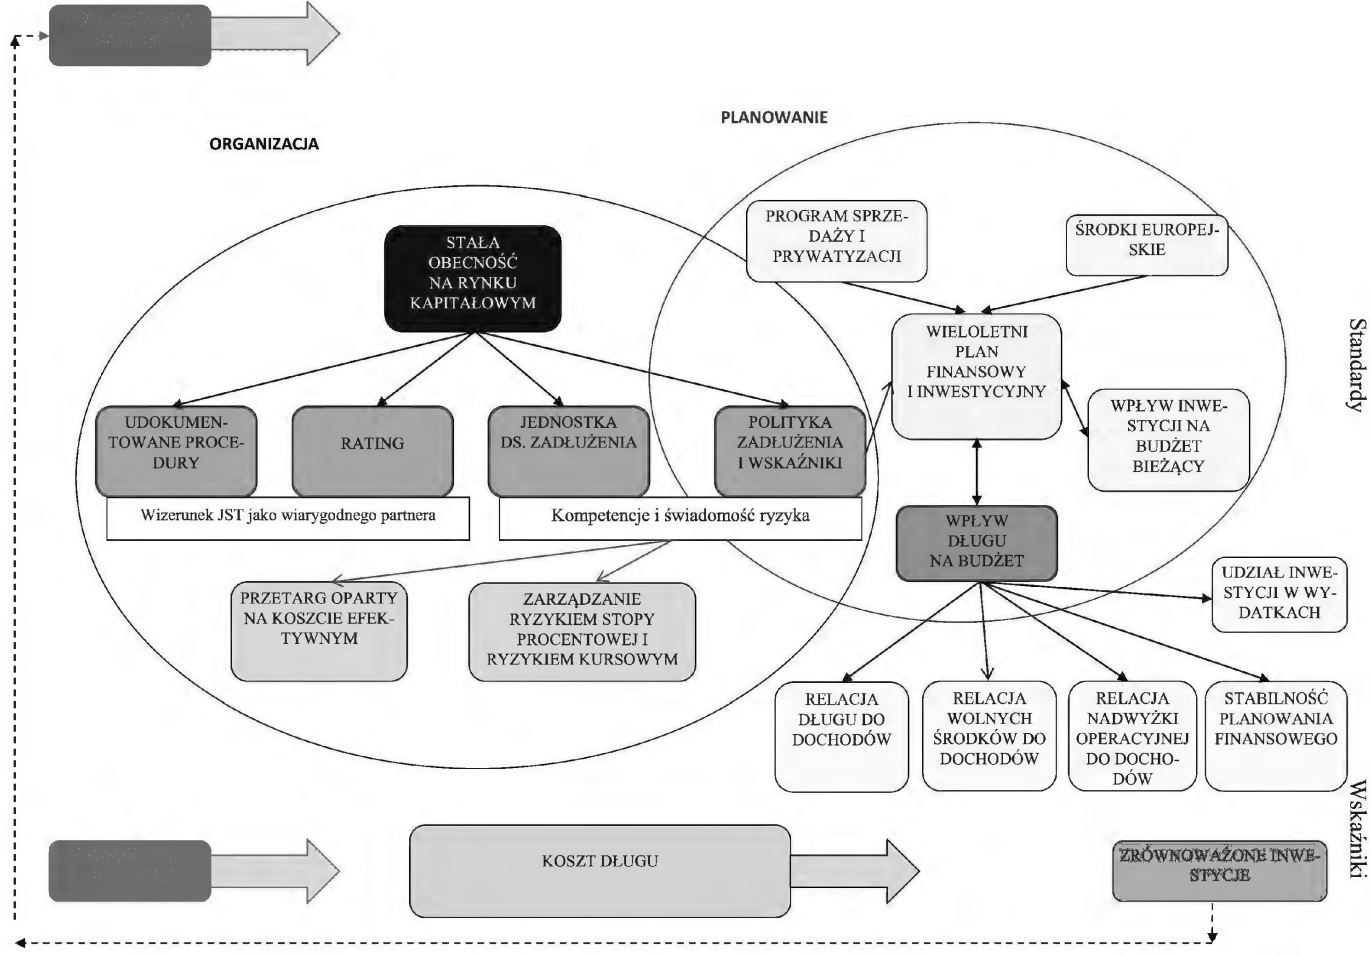 PLANOWANIE
ORGANIZACJA
PROGRAM SPRZE-
DAŻY I
PRYWATYZACJI
ŚRODKI EUROPEJ-
SKIE
STAŁA
OBECNOŚĆ
NA RYNKU
KAPITAŁOWYM
WIELOLETNI
PLAN
FINANSOWY
I INWESTYCYJNY
Standardy
UDOKUMEN-
TOWANE PROCE-
DURY
RATING
JEDNOSTKA
DS. ZADŁUŻENIA
POLITYKA
ZADŁUŻENIA
I WSKAŹNIKI
WPŁYW INWE-
STYCJI NA
BUDŻET
BIEŻĄCY
Wizerunek JST jako wiarygodnego partnera
Kompetencje i świadomość ryzyka
WPŁYW
DŁUGU
NA BUDŻET
UDZIAŁ INWE-
STYCJI W WY-
DATKACH
PRZETARG OPARTY
NA KOSZCIE EFEK-
TYWNYM
ZARZĄDZANIE
RYZYKIEM STOPY
PROCENTOWEJ I
RYZYKIEM KURSOWYM
RELACJA
DŁUGU DO
DOCHODÓW
RELACJA
WOLNYCH
ŚRODKÓW DO
DOCHODÓW
RELACJA
NADWYŻKI
OPERACYJNEJ
DO DOCHO-
DÓW
STABILNOŚĆ
PLANOWANIA
FINANSOWEGO
Wskaźniki
KOSZT DŁUGU
ZRÓWNOWAŻONE INWE-
STYCJE